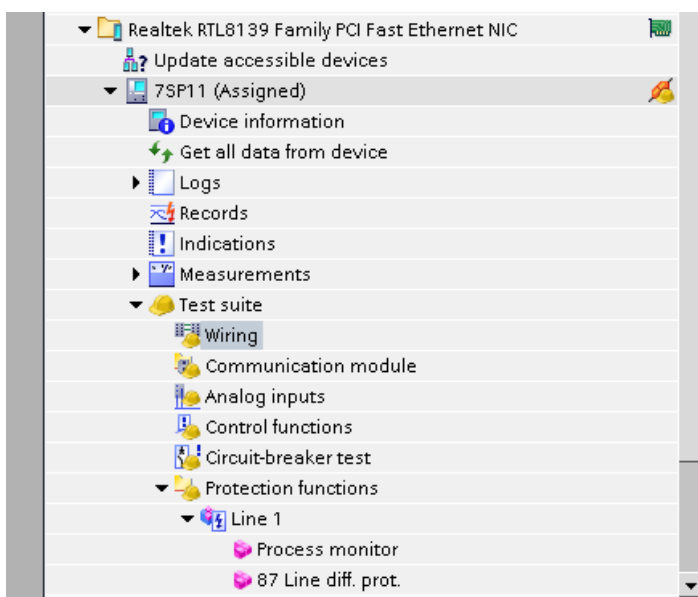 Realtek RTL8139 Family PCI Fast Ethernet NIC
Update accessible devices
7SP11 (Assigned)
Device information
Get all data from device
Logs
Records
Indications
Measurements
Test suite
Wiring
Communication module
Analog inputs
Control functions
Circuit-breaker test
Protection functions
Line 1
Process monitor
87 Line diff. prot.